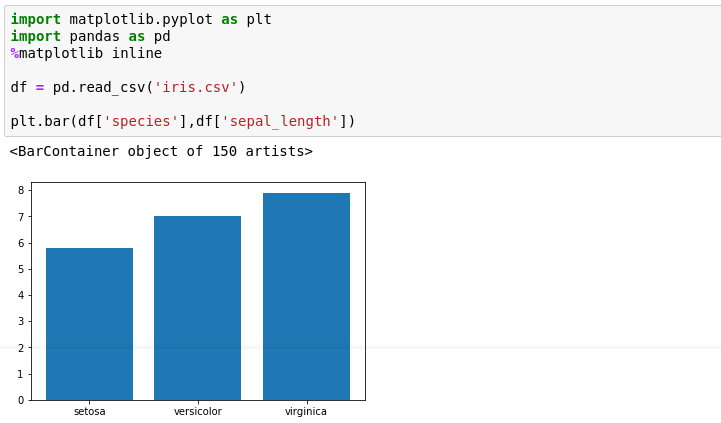 import matplotlib.pyplot as plt
import pandas as pd
%matplotlib inline
df = pd.read_csv('iris.csv')
plt.bar(df['species'],df['sepal_length'])
<BarContainer object of 150 artists>
8
7
6
5
4
3
2
1
0
setosa versicolor virginica